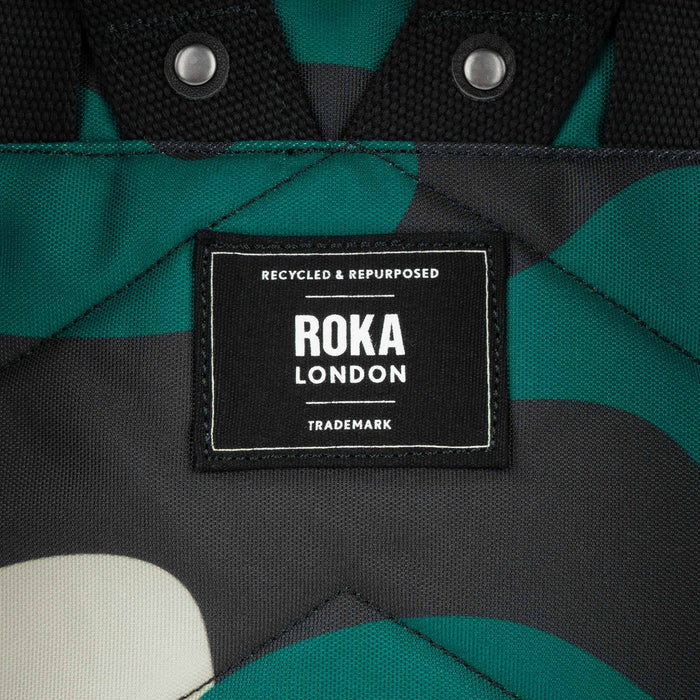 RECYCLED & REPURPOSED
ROKA
LONDON
TRADEMARK